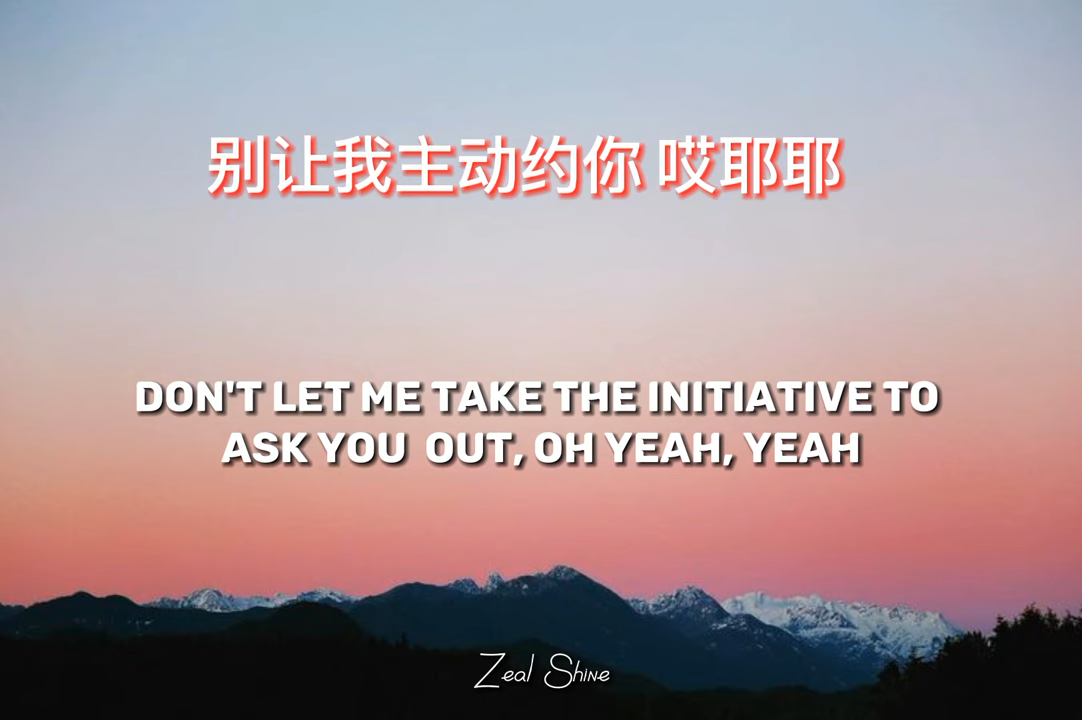 别让我主动约你 哎耶耶
DON'T LET ME TAKE THE INITIATIVE TO
ASK YOU  OUT, OH YEAH, YEAH
Zeal Shine